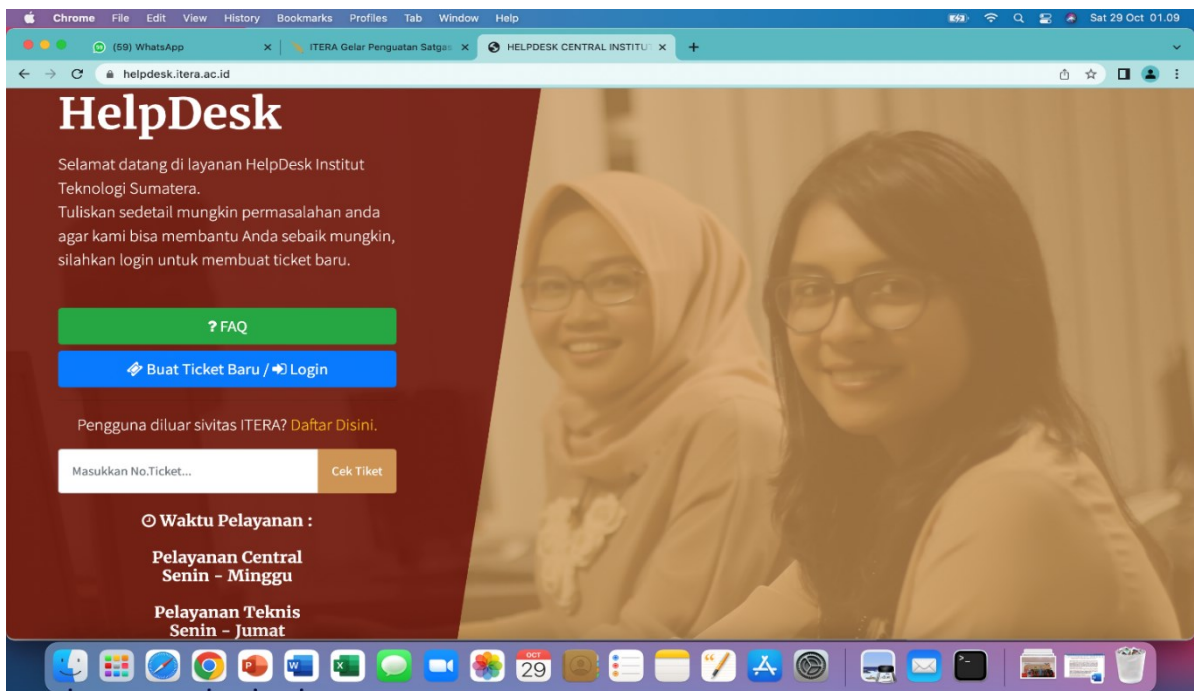 Chrome File Edit View History Bookmarks Profiles Tab Window Help Sat 29 Oct 01.09
(59) WhatsApp ITERA Gelar Penguatan Satgas HELPDESK CENTRAL INSTITUT
helpdesk.itera.ac.id
HelpDesk
Selamat datang di layanan HelpDesk Institut
Teknologi Sumatera.
Tuliskan sedetail mungkin permasalahan anda
agar kami bisa membantu Anda sebaik mungkin,
silahkan login untuk membuat ticket baru.
? FAQ
Buat Ticket Baru / Login
Pengguna diluar sivitas ITERA? Daftar Disini.
Masukkan No.Ticket... Cek Tiket
Waktu Pelayanan :
Pelayanan Central
Senin - Minggu
Pelayanan Teknis
Senin - Jumat
OCT
29